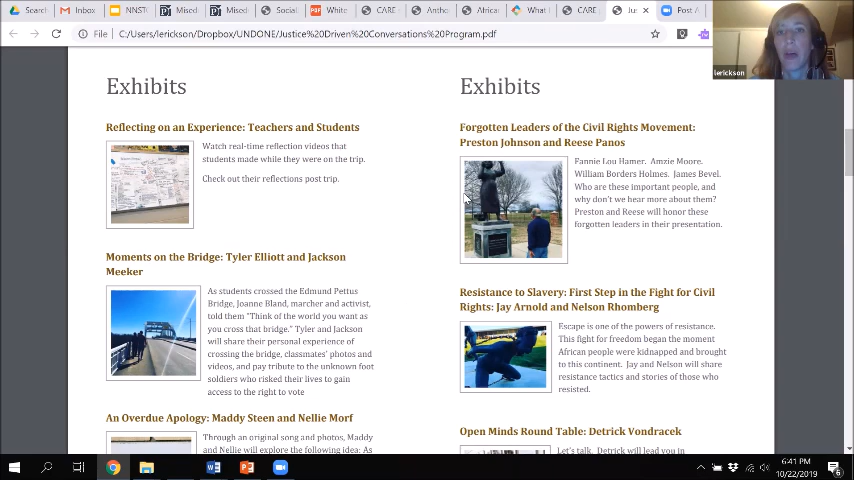 Search
Inbox
NNST
Mised
Mised
Social
White
CARE
Antho
African
What I
CARE
Jus
Post A
File
C:/Users/lerickson/Dropbox/UNDONE/Justice%20Driven%20Conversations%20Program.pdf
lerickson
Exhibits
Reflecting on an Experience: Teachers and Students
Watch real-time reflection videos that
students made while they were on the trip.
Check out their reflections post trip.
Moments on the Bridge: Tyler Elliott and Jackson
Meeker
As students crossed the Edmund Pettus
Bridge, Joanne Bland, marcher and activist,
told them "Think of the world you want as
you cross that bridge." Tyler and Jackson
will share their personal experience of
crossing the bridge, classmates' photos and
videos, and pay tribute to the unknown foot
soldiers who risked their lives to gain
access to the right to vote
An Overdue Apology: Maddy Steen and Nellie Morf
Through an original song and photos, Maddy
and Nellie will explore the following idea: As
Exhibits
Forgotten Leaders of the Civil Rights Movement:
Preston Johnson and Reese Panos
Fannie Lou Hamer. Amzie Moore.
William Borders Holmes. James Bevel.
Who are these important people, and
why don't we hear more about them?
Preston and Reese will honor these
forgotten leaders in their presentation.
Resistance to Slavery: First Step in the Fight for Civil
Rights: Jay Arnold and Nelson Rhomberg
Escape is one of the powers of resistance.
This fight for freedom began the moment
African people were kidnapped and brought
to this continent. Jay and Nelson will share
resistance tactics and stories of those who
resisted.
Open Minds Round Table: Detrick Vondracek
Let's talk. Detrick will lead you in
6:41 PM
10/22/2019